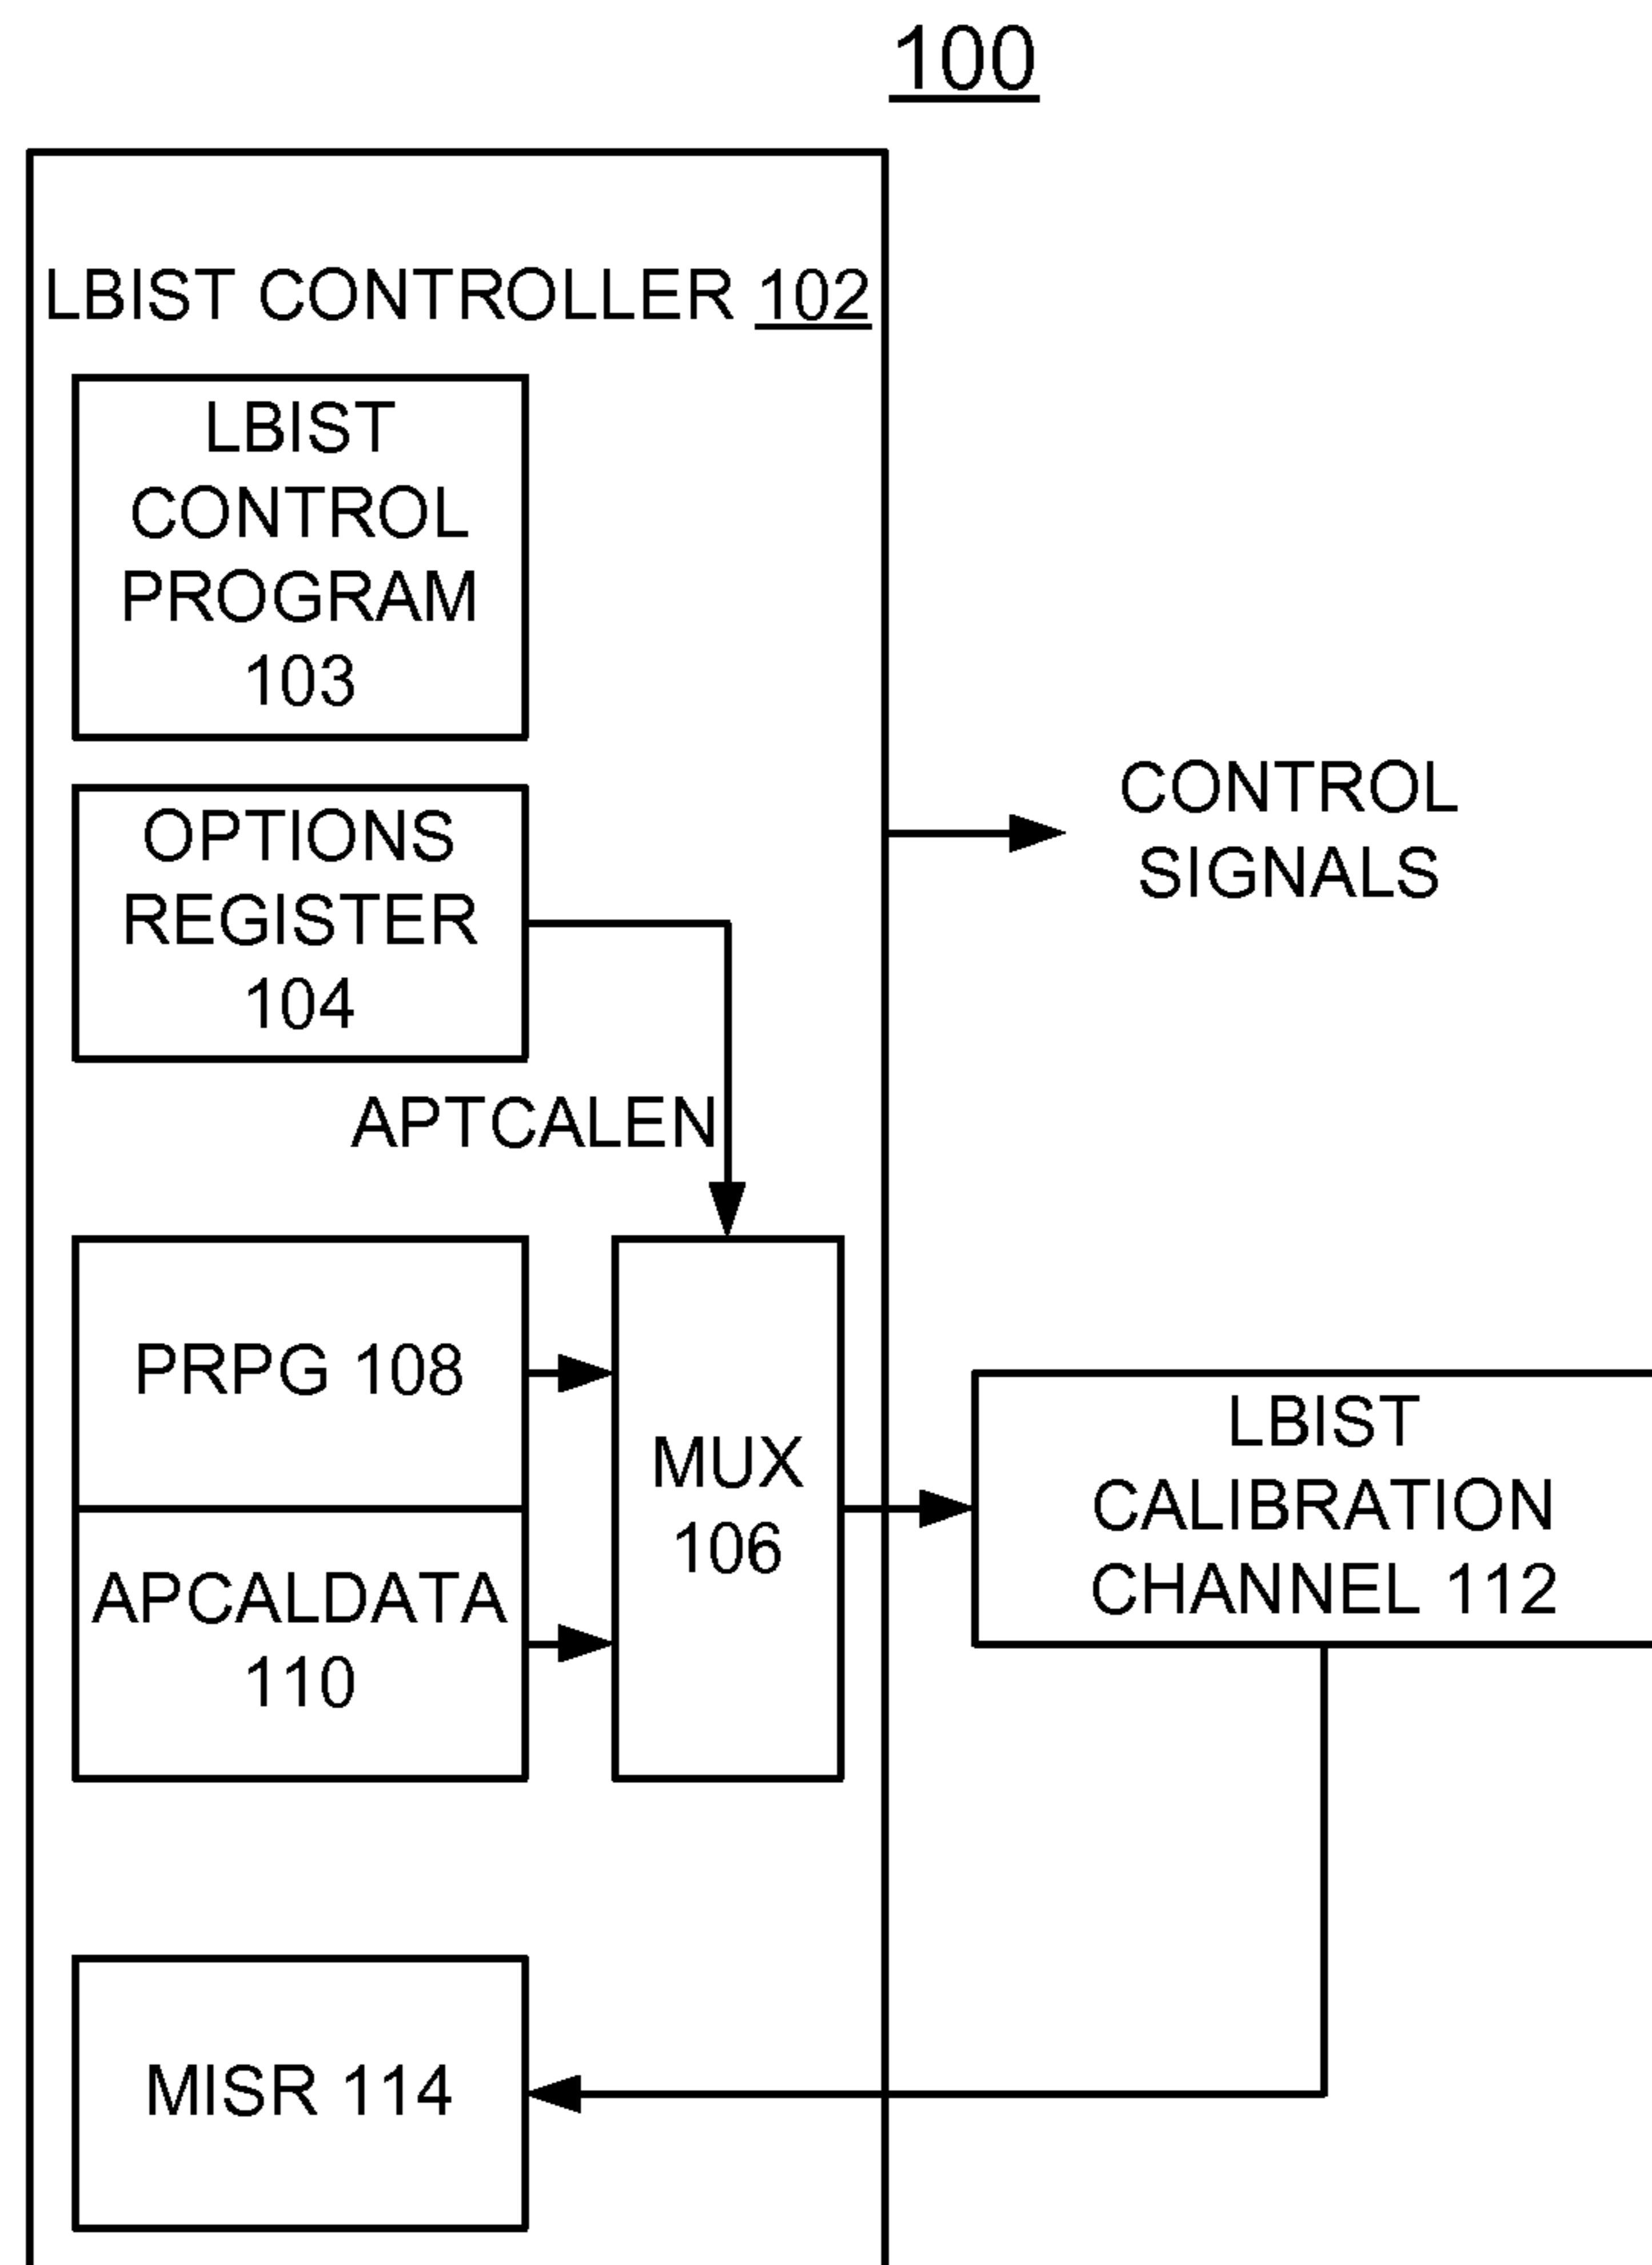 100
LBIST CONTROLLER 102
LBIST
CONTROL
PROGRAM
103
OPTIONS
REGISTER
104
CONTROL
SIGNALS
APTCALEN
PRPG 108
APCALDATA
110
MUX
106
LBIST
CALIBRATION
CHANNEL 112
MISR 114